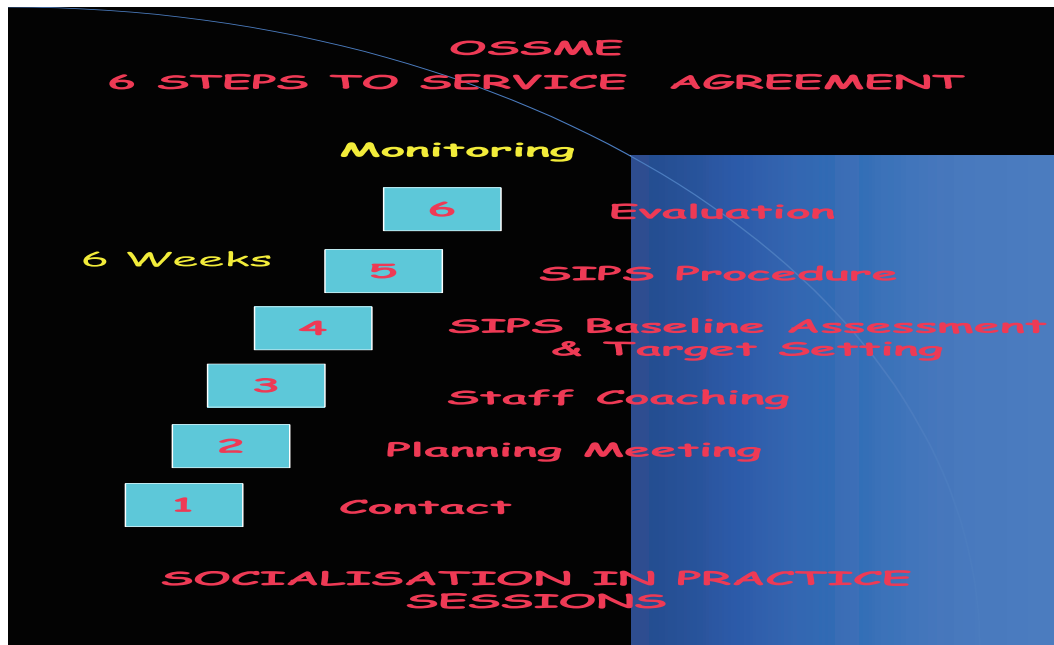 OSSME
6 STEPS TO SERVICE AGREEMENT
Monitoring
6 Evaluation
6 Weeks
5 SIPS Procedure
4 SIPS Baseline Assessment
& Target Setting
3 Staff Coaching
2 Planning Meeting
1 Contact
SOCIALISATION IN PRACTICE
SESSIONS